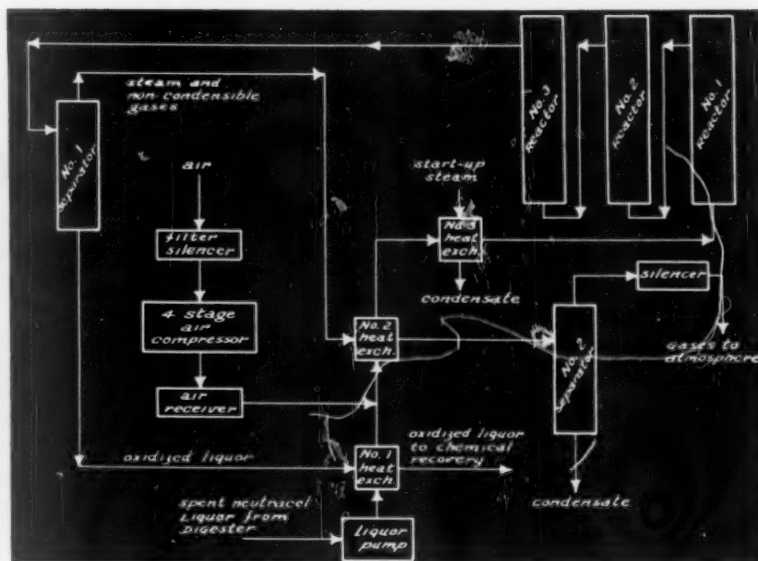 steam and
non-condensible
gases
No. 1
separator
air
filter
silencer
4 stage
air
compressor
air
receiver
oxidized liquor
spent neutracel
Liquor from
Digester
Liquor
pump
No. 1
heat
exch.
oxidized liquor
to chemical
recovery
No. 2
heat
exch.
start-up
steam
No. 3
heat
exch.
condensate
No. 3
Reactor
No. 2
Reactor
No. 1
Reactor
silencer
No. 2
separator
gases to
atmosphere
condensate